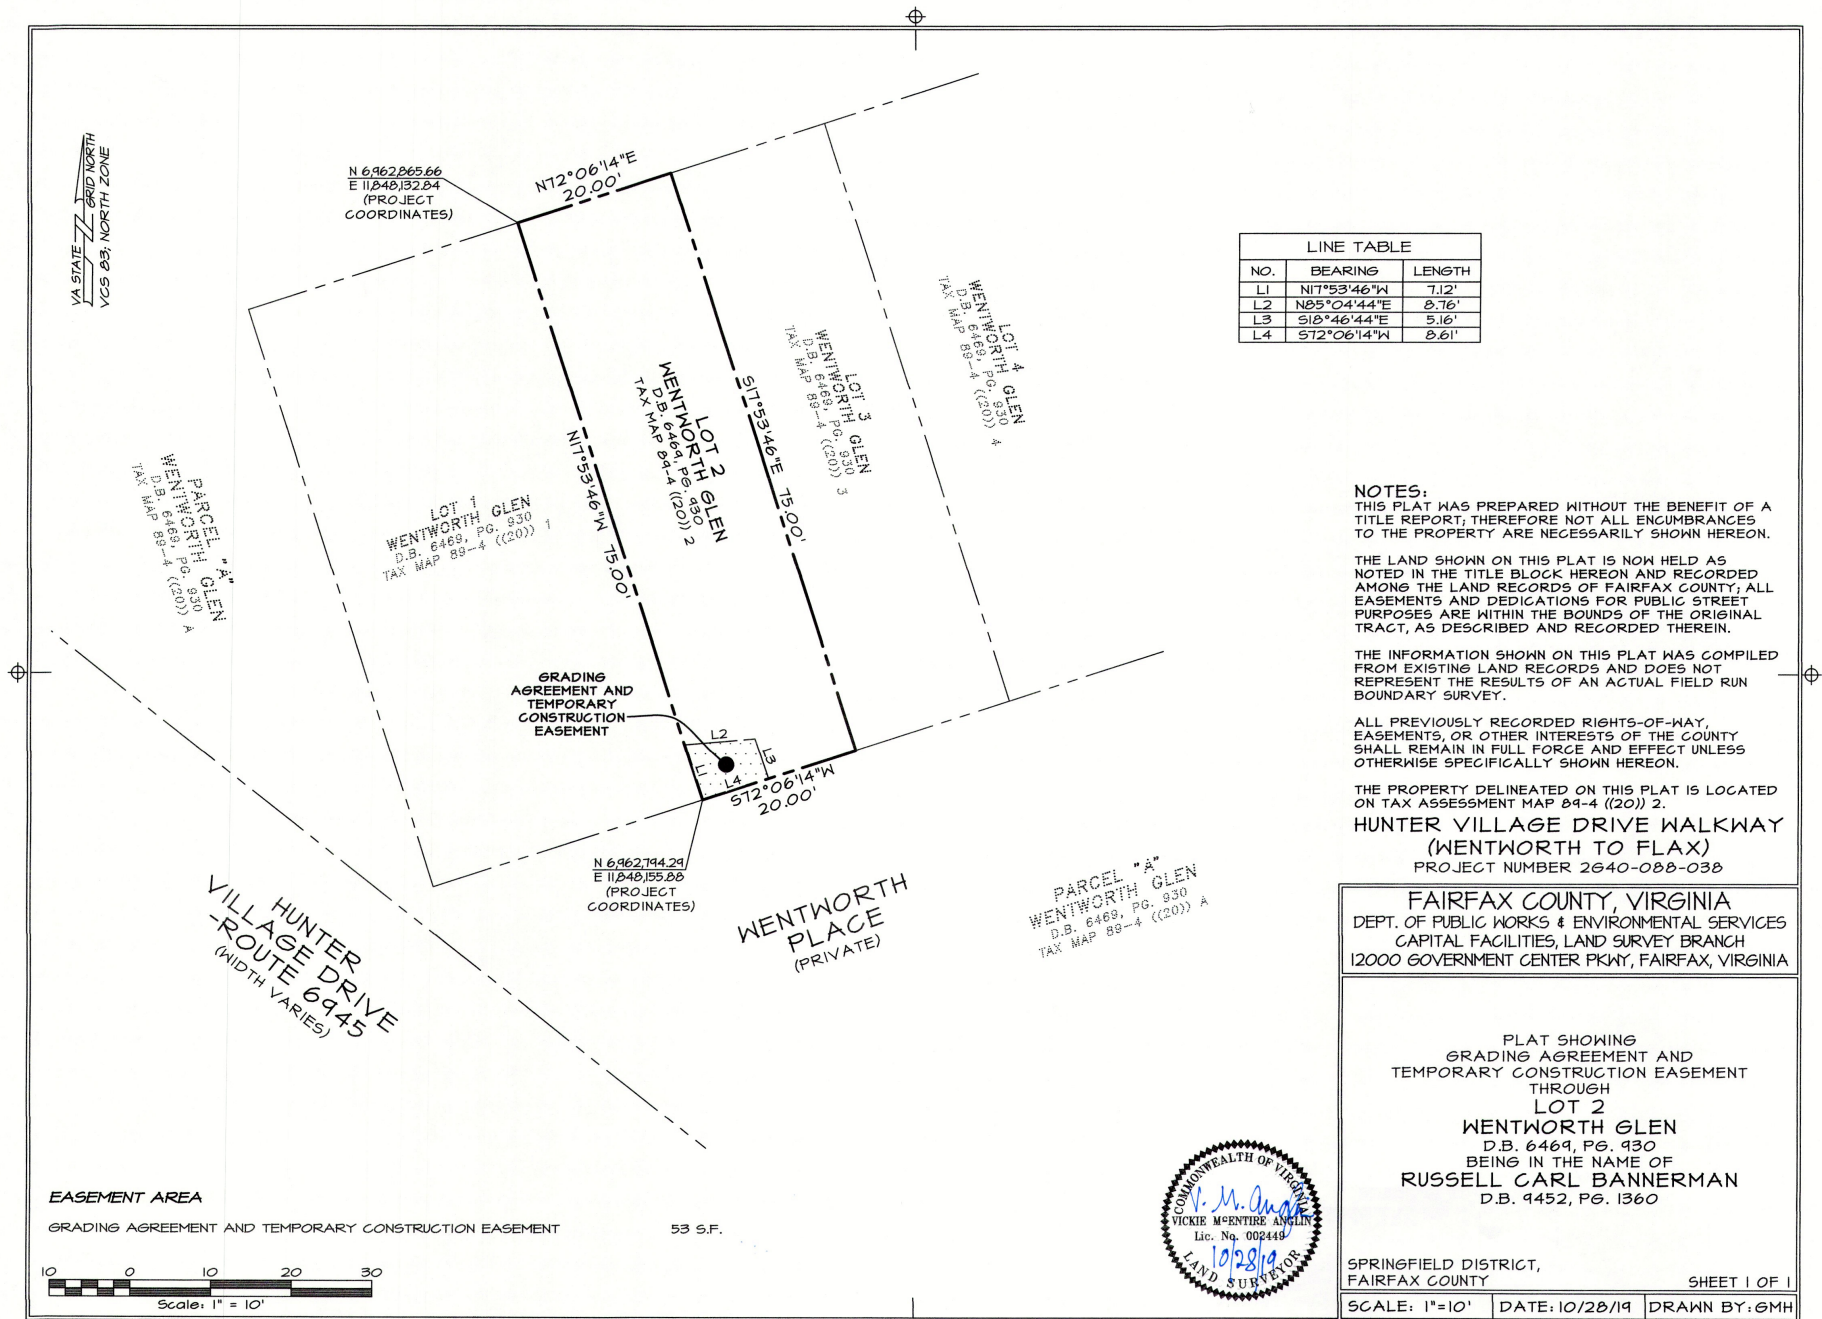 VA STATE GRID NORTH
VCS 83; NORTH ZONE
N 6,962,865.66
E 11,848,132.84
(PROJECT
COORDINATES)
N72°06'14"E
20.00'
LINE TABLE
NO. BEARING LENGTH
L1 N17°53'46"W 7.12'
L2 N85°04'44"E 8.76'
L3 S18°46'44"E 5.16'
L4 S72°06'14"W 8.61'
PARCEL "A"
WENTWORTH GLEN
D.B. 6469, PG. 930
TAX MAP 89-4 ((20)) A
LOT 1
WENTWORTH GLEN
D.B. 6469, PG. 930
TAX MAP 89-4 ((20)) 1
N17°53'46"W 75.00'
LOT 2
WENTWORTH GLEN
D.B. 6469, PG. 930
TAX MAP 89-4 ((20)) 2
S17°53'46"E 75.00'
LOT 3
WENTWORTH GLEN
D.B. 6469, PG. 930
TAX MAP 89-4 ((20)) 3
LOT 4
WENTWORTH GLEN
D.B. 6469, PG. 930
TAX MAP 89-4 ((20)) 4
GRADING
AGREEMENT AND
TEMPORARY
CONSTRUCTION
EASEMENT
L2
L1
L3
L4
S72°06'14"W
20.00'
N 6,962,794.29
E 11,848,155.88
(PROJECT
COORDINATES)
WENTWORTH
PLACE
(PRIVATE)
PARCEL "A"
WENTWORTH GLEN
D.B. 6469, PG. 930
TAX MAP 89-4 ((20)) A
HUNTER
VILLAGE DRIVE
-ROUTE 6945
(WIDTH VARIES)
NOTES:
THIS PLAT WAS PREPARED WITHOUT THE BENEFIT OF A
TITLE REPORT; THEREFORE NOT ALL ENCUMBRANCES
TO THE PROPERTY ARE NECESSARILY SHOWN HEREON.
THE LAND SHOWN ON THIS PLAT IS NOW HELD AS
NOTED IN THE TITLE BLOCK HEREON AND RECORDED
AMONG THE LAND RECORDS OF FAIRFAX COUNTY; ALL
EASEMENTS AND DEDICATIONS FOR PUBLIC STREET
PURPOSES ARE WITHIN THE BOUNDS OF THE ORIGINAL
TRACT, AS DESCRIBED AND RECORDED THEREIN.
THE INFORMATION SHOWN ON THIS PLAT WAS COMPILED
FROM EXISTING LAND RECORDS AND DOES NOT
REPRESENT THE RESULTS OF AN ACTUAL FIELD RUN
BOUNDARY SURVEY.
ALL PREVIOUSLY RECORDED RIGHTS-OF-WAY,
EASEMENTS, OR OTHER INTERESTS OF THE COUNTY
SHALL REMAIN IN FULL FORCE AND EFFECT UNLESS
OTHERWISE SPECIFICALLY SHOWN HEREON.
THE PROPERTY DELINEATED ON THIS PLAT IS LOCATED
ON TAX ASSESSMENT MAP 89-4 ((20)) 2.
HUNTER VILLAGE DRIVE WALKWAY
(WENTWORTH TO FLAX)
PROJECT NUMBER 2G40-088-038
FAIRFAX COUNTY, VIRGINIA
DEPT. OF PUBLIC WORKS & ENVIRONMENTAL SERVICES
CAPITAL FACILITIES, LAND SURVEY BRANCH
12000 GOVERNMENT CENTER PKWY, FAIRFAX, VIRGINIA
PLAT SHOWING
GRADING AGREEMENT AND
TEMPORARY CONSTRUCTION EASEMENT
THROUGH
LOT 2
WENTWORTH GLEN
D.B. 6469, PG. 930
BEING IN THE NAME OF
RUSSELL CARL BANNERMAN
D.B. 9452, PG. 1360
SPRINGFIELD DISTRICT,
FAIRFAX COUNTY SHEET 1 OF 1
SCALE: 1"=10' DATE: 10/28/19 DRAWN BY: GMH
COMMONWEALTH OF VIRGINIA
V. M. Anglin
VICKIE McENTIRE ANGLIN
Lic. No. 002449
10/28/19
LAND SURVEYOR
EASEMENT AREA
GRADING AGREEMENT AND TEMPORARY CONSTRUCTION EASEMENT 53 S.F.
10 0 10 20 30
Scale: 1" = 10'